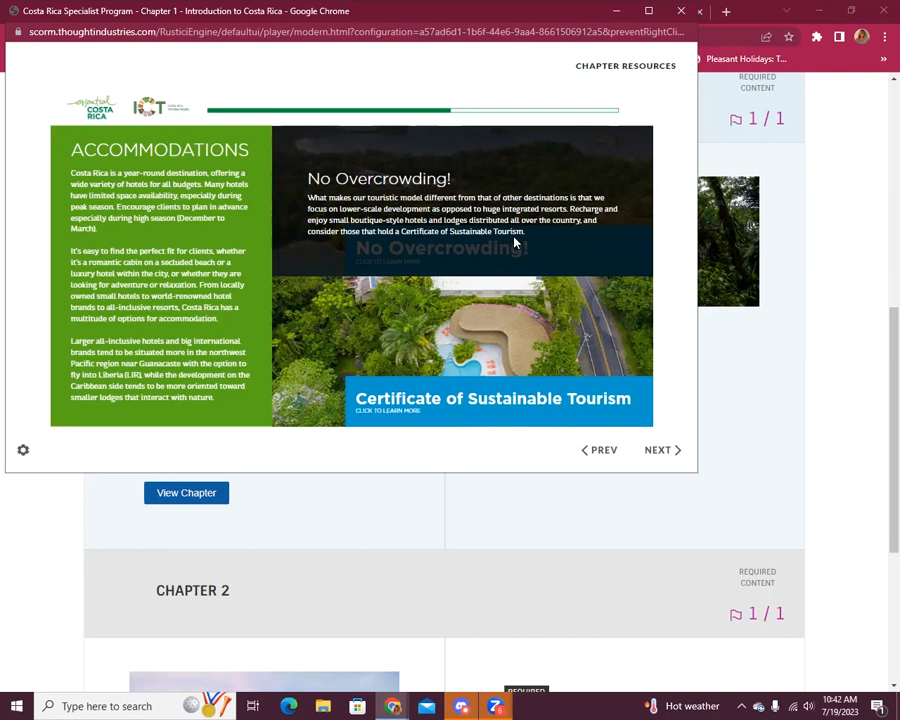 Costa Rica Specialist Program - Chapter 1 - Introduction to Costa Rica - Google Chrome
scorm.thoughtindustries.com/RusticiEngine/defaultui/player/modern.html?configuration=a57ad6d1-1b6f-44e6-9aa4-8661506912a5&preventRightCli...
Pleasant Holidays: T...
CHAPTER RESOURCES
REQUIRED
CONTENT
1 / 1
essential
COSTA
RICA
ICT
ACCOMMODATIONS
Costa Rica is a year-round destination, offering a
wide variety of hotels for all budgets. Many hotels
have limited space availability, especially during
peak season. Encourage clients to plan in advance
especially during high season (December to
March).
It's easy to find the perfect fit for clients, whether
it's a romantic cabin on a secluded beach or a
luxury hotel within the city, or whether they are
looking for adventure or relaxation. From locally
owned small hotels to world-renowned hotel
brands to all-inclusive resorts, Costa Rica has a
multitude of options for accommodation.
Larger all-inclusive hotels and big international
brands tend to be situated more in the northwest
Pacific region near Guanacaste with the option to
fly into Liberia (LIR) while the development on the
Caribbean side tends to be more oriented toward
smaller lodges that interact with nature.
No Overcrowding!
What makes our touristic model different from that of other destinations is that we
focus on lower-scale development as opposed to huge integrated resorts. Recharge and
enjoy small boutique-style hotels and lodges distributed all over the country, and
consider those that hold a Certificate of Sustainable Tourism.
No Overcrowding!
CLICK TO LEARN MORE
Certificate of Sustainable Tourism
CLICK TO LEARN MORE
PREV
NEXT
View Chapter
CHAPTER 2
REQUIRED
CONTENT
1 / 1
REQUIRED
Type here to search
Hot weather
10:42 AM
7/19/2023